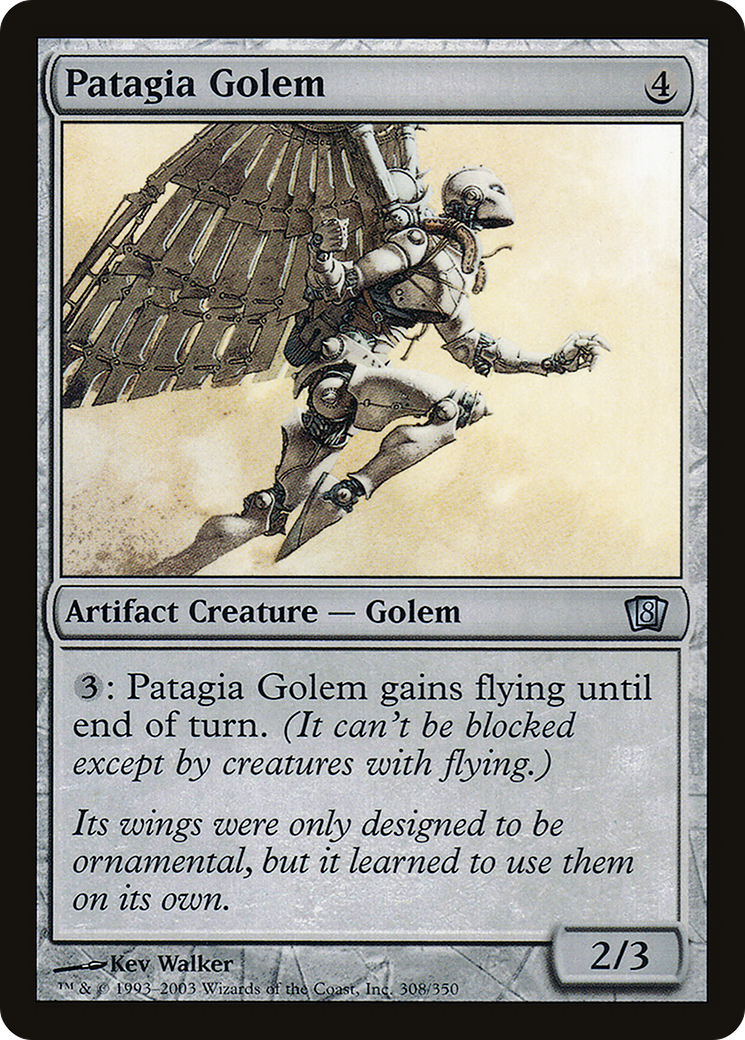 Patagia Golem 4
Artifact Creature — Golem 8
3: Patagia Golem gains flying until
end of turn. (It can't be blocked
except by creatures with flying.)
Its wings were only designed to be
ornamental, but it learned to use them
on its own.
2/3
Kev Walker
™ & © 1993–2003 Wizards of the Coast, Inc. 308/350